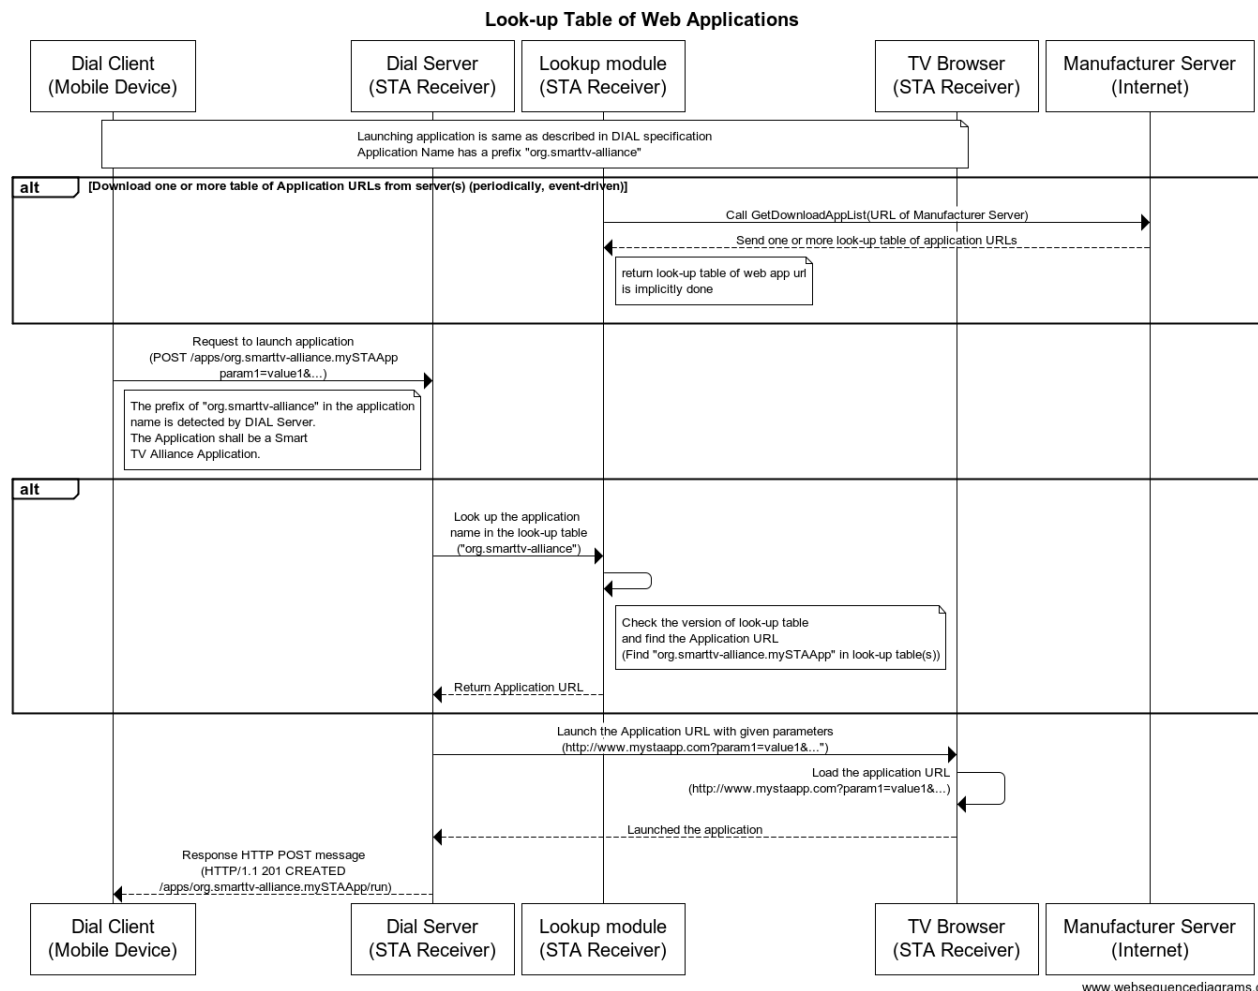 Look-up Table of Web Applications
Dial Client
(Mobile Device)
Dial Server
(STA Receiver)
Lookup module
(STA Receiver)
TV Browser
(STA Receiver)
Manufacturer Server
(Internet)
Launching application is same as described in DIAL specification
Application Name has a prefix "org.smarttv-alliance"
alt
[Download one or more table of Application URLs from server(s) (periodically, event-driven)]
Call GetDownloadAppList(URL of Manufacturer Server)
Send one or more look-up table of application URLs
return look-up table of web app url
is implicitly done
Request to launch application
(POST /apps/org.smarttv-alliance.mySTAApp
param1=value1&...)
The prefix of "org.smarttv-alliance" in the application
name is detected by DIAL Server.
The Application shall be a Smart
TV Alliance Application.
alt
Look up the application
name in the look-up table
("org.smarttv-alliance")
Check the version of look-up table
and find the Application URL
(Find "org.smarttv-alliance.mySTAApp" in look-up table(s))
Return Application URL
Launch the Application URL with given parameters
(http://www.mystaapp.com?param1=value1&...")
Load the application URL
(http://www.mystaapp.com?param1=value1&...)
Launched the application
Response HTTP POST message
(HTTP/1.1 201 CREATED
/apps/org.smarttv-alliance.mySTAApp/run)
Dial Client
(Mobile Device)
Dial Server
(STA Receiver)
Lookup module
(STA Receiver)
TV Browser
(STA Receiver)
Manufacturer Server
(Internet)
www.websequencediagrams.c